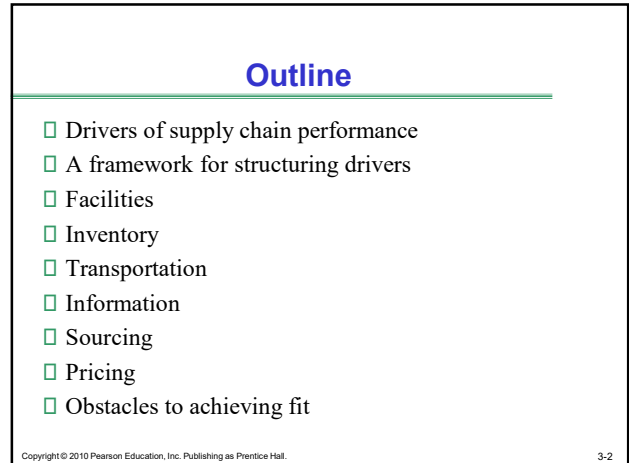 Outline
Drivers of supply chain performance
A framework for structuring drivers
Facilities
Inventory
Transportation
Information
Sourcing
Pricing
Obstacles to achieving fit
Copyright © 2010 Pearson Education, Inc. Publishing as Prentice Hall.
3-2